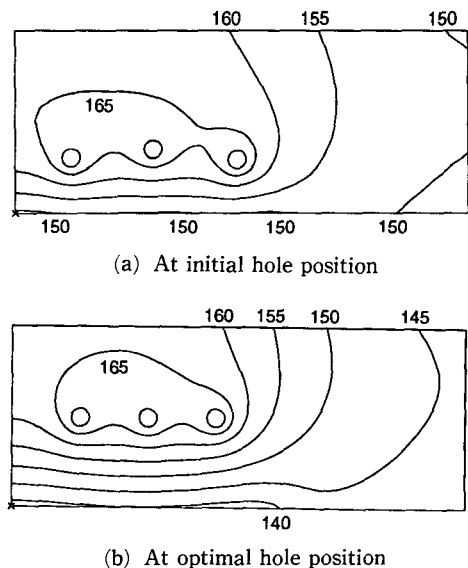 160 155 150
165
150 150 150 150
(a) At initial hole position
160 155 150 145
165
140
(b) At optimal hole position